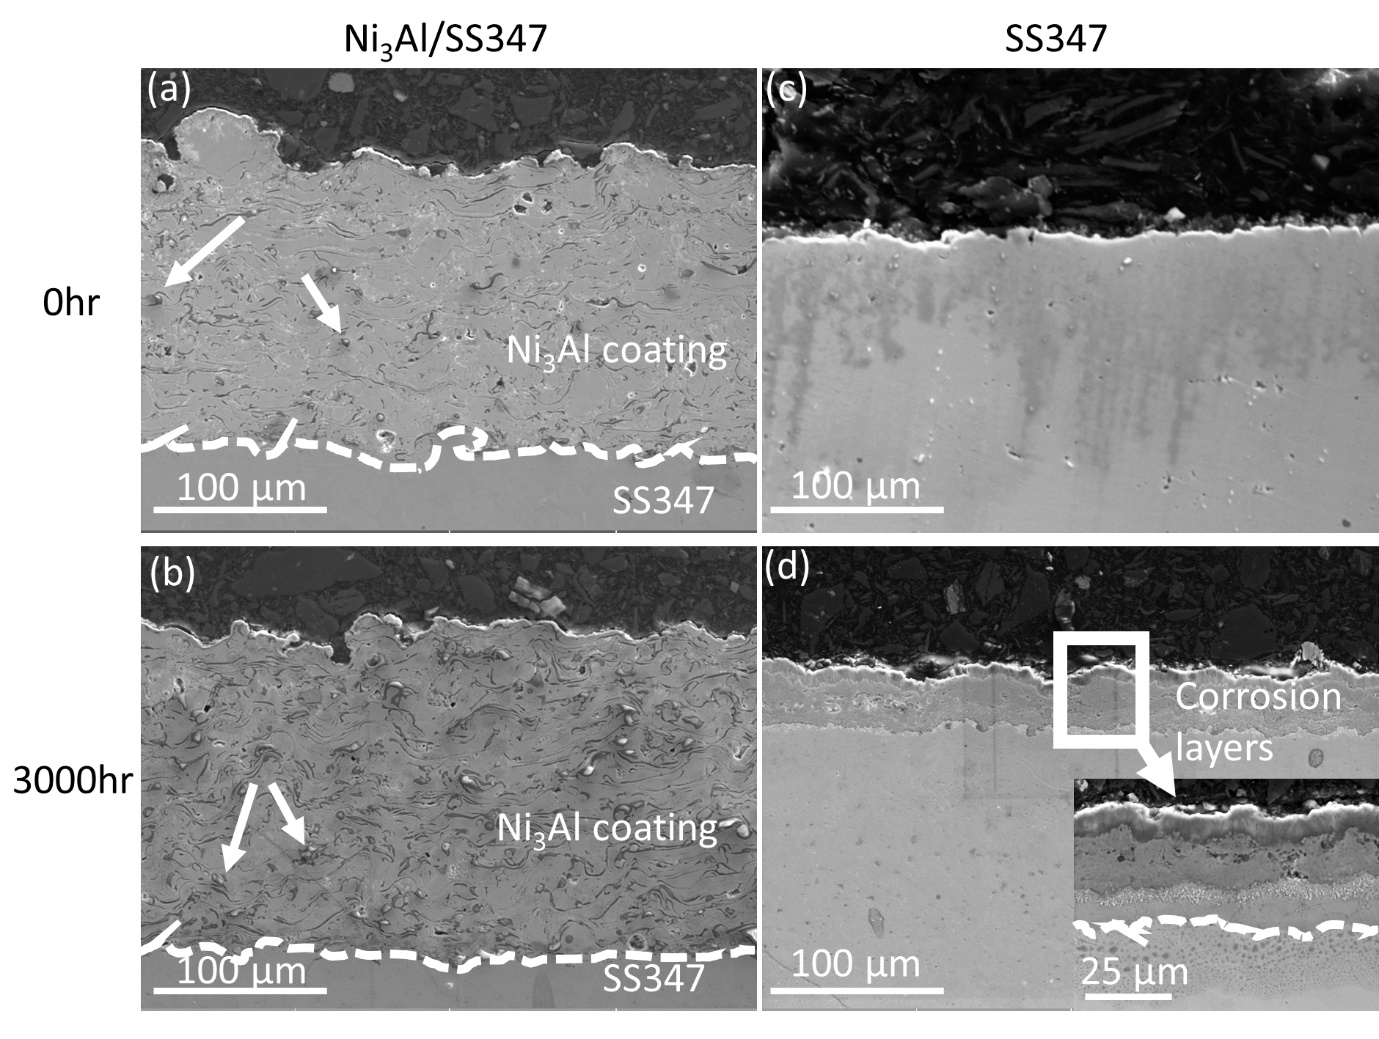 Ni₃Al/SS347
SS347
(a)
(c)
0hr
Ni₃Al coating
100 µm
SS347
100 µm
(b)
(d)
Corrosion
layers
3000hr
Ni₃Al coating
100 µm
SS347
100 µm
25 µm